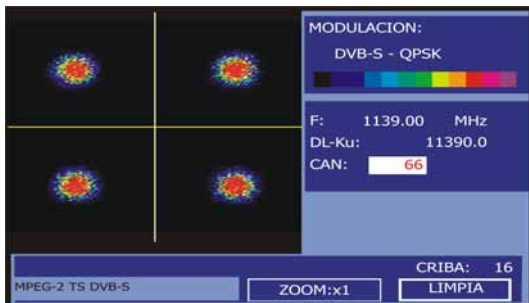 MODULACION:
DVB-S - QPSK
F: 1139.00 MHz
DL-Ku: 11390.0
CAN: 66
CRIBA: 16
MPEG-2 TS DVB-S
ZOOM:x1
LIMPIA